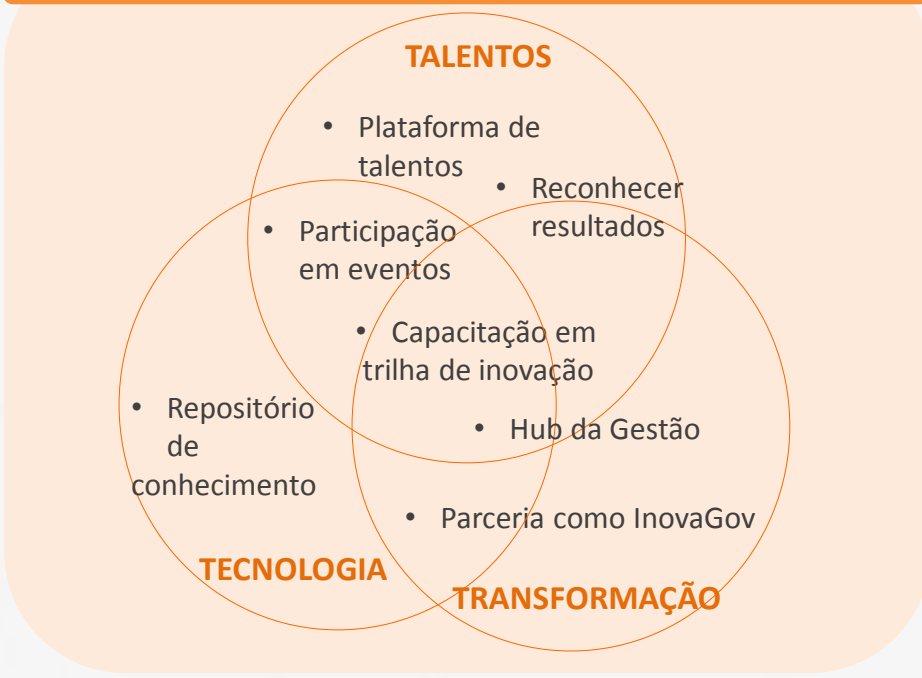 TALENTOS
• Plataforma de
talentos
• Reconhecer
resultados
• Participação
em eventos
• Capacitação em
trilha de inovação
• Repositório
de
conhecimento
• Hub da Gestão
• Parceria como InovaGov
TECNOLOGIA
TRANSFORMAÇÃO